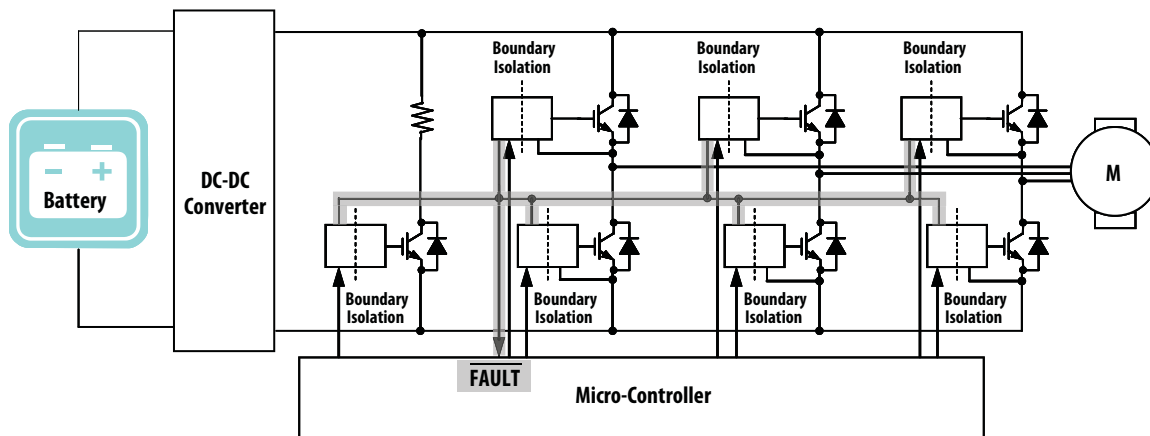 Boundary
Isolation
Boundary
Isolation
Boundary
Isolation
Battery
DC-DC
Converter
M
Boundary
Isolation
Boundary
Isolation
Boundary
Isolation
Boundary
Isolation
FAULT
Micro-Controller